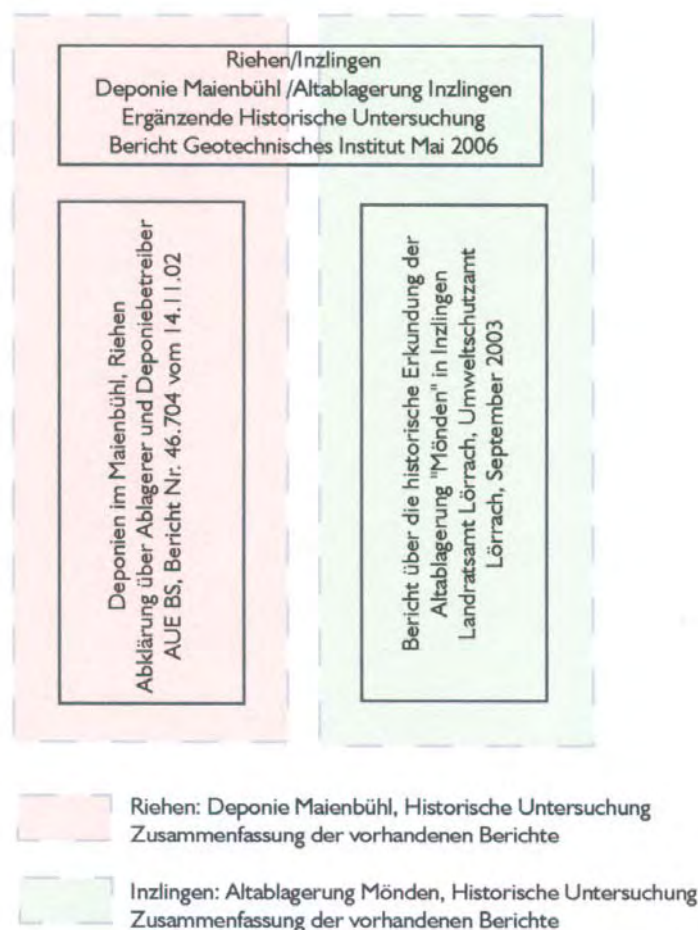 Riehen/Inzlingen
Deponie Maienbühl /Altablagerung Inzlingen
Ergänzende Historische Untersuchung
Bericht Geotechnisches Institut Mai 2006
Deponien im Maienbühl, Riehen
Abklärung über Ablagerer und Deponiebetreiber
AUE BS, Bericht Nr. 46.704 vom 14.11.02
Bericht über die historische Erkundung der
Altablagerung "Mönden" in Inzlingen
Landratsamt Lörrach, Umweltschutzamt
Lörrach, September 2003
Riehen: Deponie Maienbühl, Historische Untersuchung
Zusammenfassung der vorhandenen Berichte
Inzlingen: Altablagerung Mönden, Historische Untersuchung
Zusammenfassung der vorhandenen Berichte